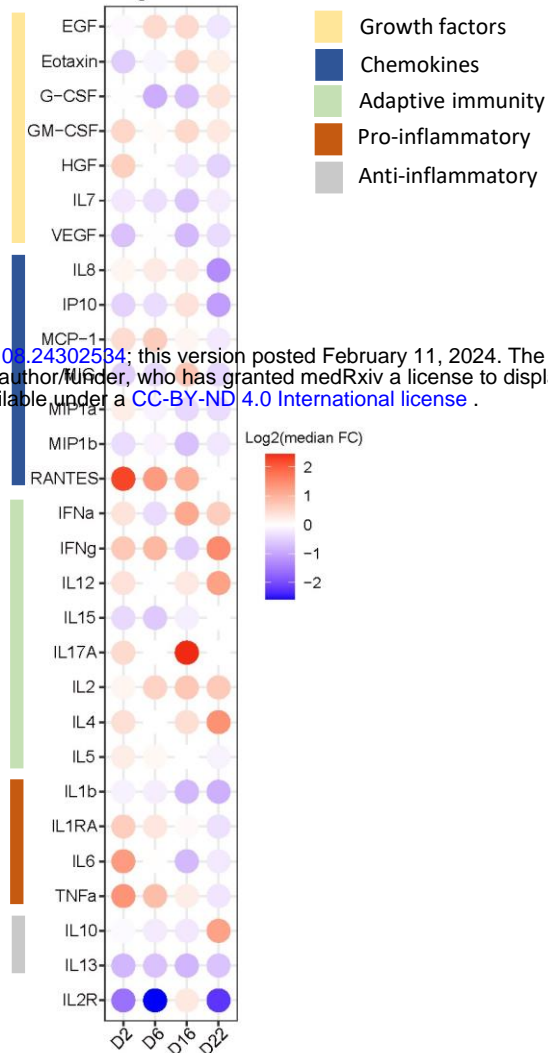 EGF
Eotaxin
G-CSF
GM-CSF
HGF
IL7
VEGF
IL8
IP10
MCP-1
MIG
MIP1a
MIP1b
RANTES
IFNa
IFNg
IL12
IL15
IL17A
IL2
IL4
IL5
IL1b
IL1RA
IL6
TNFa
IL10
IL13
IL2R
D2 D6 D16 D22
Growth factors
Chemokines
Adaptive immunity
Pro-inflammatory
Anti-inflammatory
08.24302534; this version posted February 11, 2024. The
author/funder, who has granted medRxiv a license to displa
ilable under a CC-BY-ND 4.0 International license .
Log2(median FC)
2
1
0
−1
−2